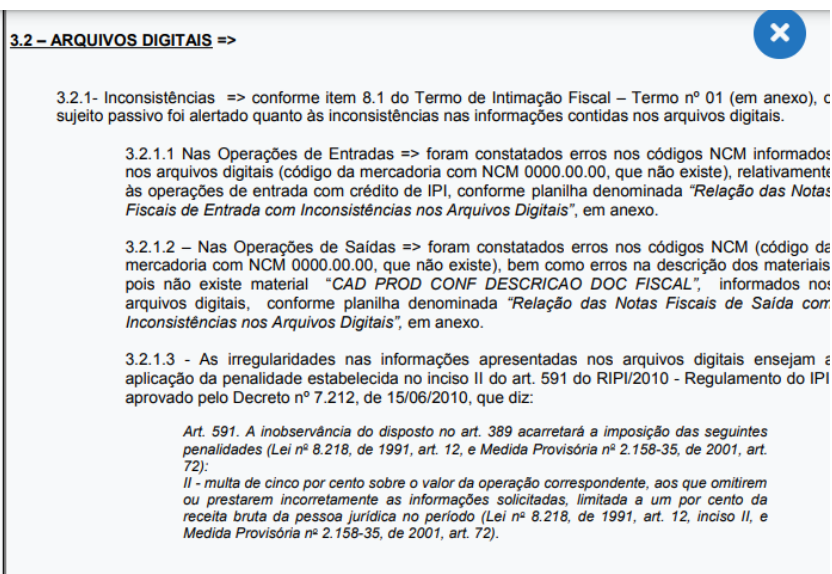 3.2 – ARQUIVOS DIGITAIS =>
3.2.1- Inconsistências => conforme item 8.1 do Termo de Intimação Fiscal – Termo nº 01 (em anexo), o
sujeito passivo foi alertado quanto às inconsistências nas informações contidas nos arquivos digitais.
3.2.1.1 Nas Operações de Entradas => foram constatados erros nos códigos NCM informados
nos arquivos digitais (código da mercadoria com NCM 0000.00.00, que não existe), relativamente
às operações de entrada com crédito de IPI, conforme planilha denominada “Relação das Notas
Fiscais de Entrada com Inconsistências nos Arquivos Digitais”, em anexo.
3.2.1.2 – Nas Operações de Saídas => foram constatados erros nos códigos NCM (código da
mercadoria com NCM 0000.00.00, que não existe), bem como erros na descrição dos materiais
pois não existe material “CAD PROD CONF DESCRICAO DOC FISCAL”, informados nos
arquivos digitais, conforme planilha denominada “Relação das Notas Fiscais de Saída com
Inconsistências nos Arquivos Digitais”, em anexo.
3.2.1.3 - As irregularidades nas informações apresentadas nos arquivos digitais ensejam a
aplicação da penalidade estabelecida no inciso II do art. 591 do RIPI/2010 - Regulamento do IPI
aprovado pelo Decreto nº 7.212, de 15/06/2010, que diz:
Art. 591. A inobservância do disposto no art. 389 acarretará a imposição das seguintes
penalidades (Lei nº 8.218, de 1991, art. 12, e Medida Provisória nº 2.158-35, de 2001, art.
72):
II - multa de cinco por cento sobre o valor da operação correspondente, aos que omitirem
ou prestarem incorretamente as informações solicitadas, limitada a um por cento da
receita bruta da pessoa jurídica no período (Lei nº 8.218, de 1991, art. 12, inciso II, e
Medida Provisória nº 2.158-35, de 2001, art. 72).